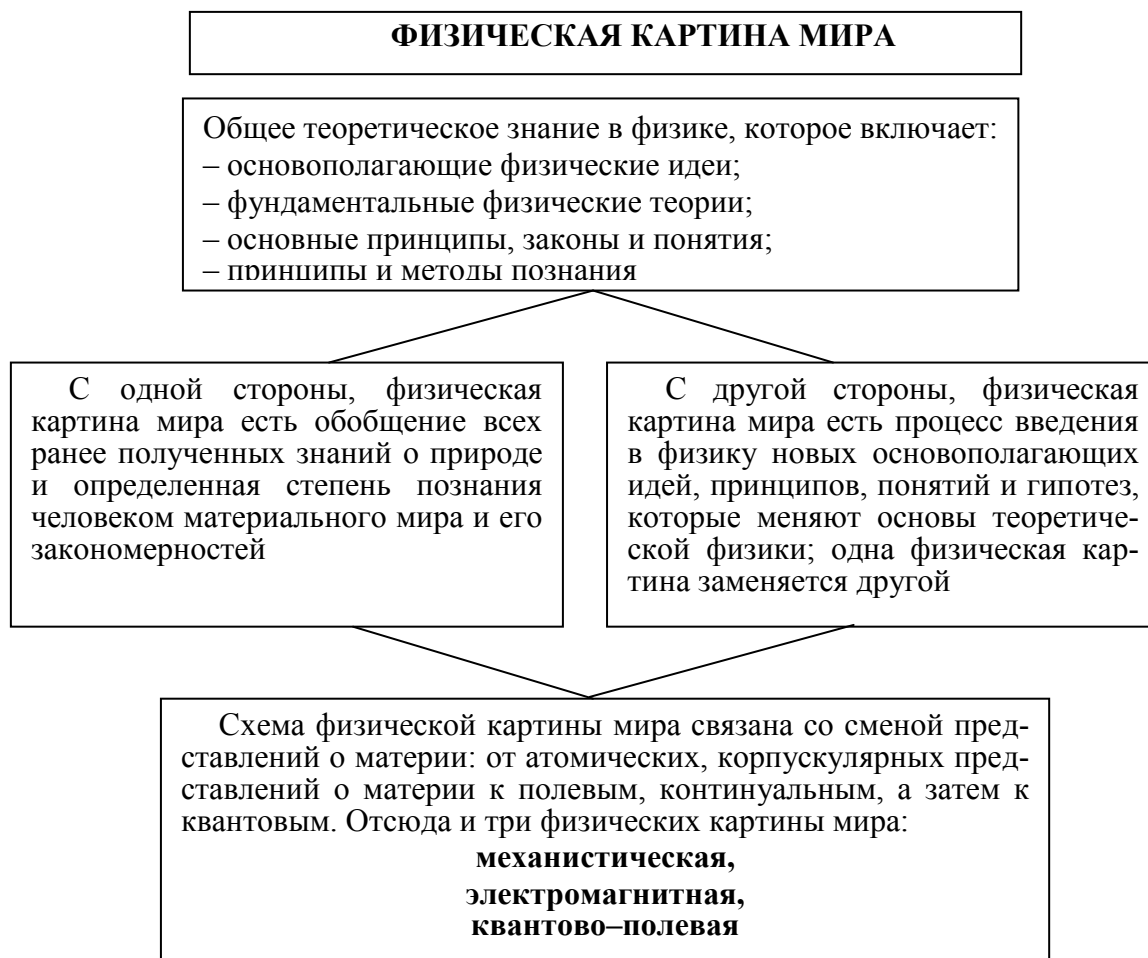 ФИЗИЧЕСКАЯ КАРТИНА МИРА
Общее теоретическое знание в физике, которое включает:
– основополагающие физические идеи;
– фундаментальные физические теории;
– основные принципы, законы и понятия;
– принципы и методы познания
С одной стороны, физическая
картина мира есть обобщение всех
ранее полученных знаний о природе
и определенная степень познания
человеком материального мира и его
закономерностей
С другой стороны, физическая
картина мира есть процесс введения
в физику новых основополагающих
идей, принципов, понятий и гипотез,
которые меняют основы теоретиче-
ской физики; одна физическая кар-
тина заменяется другой
Схема физической картины мира связана со сменой пред-
ставлений о материи: от атомических, корпускулярных пред-
ставлений о материи к полевым, континуальным, а затем к
квантовым. Отсюда и три физических картины мира:
механистическая,
электромагнитная,
квантово–полевая